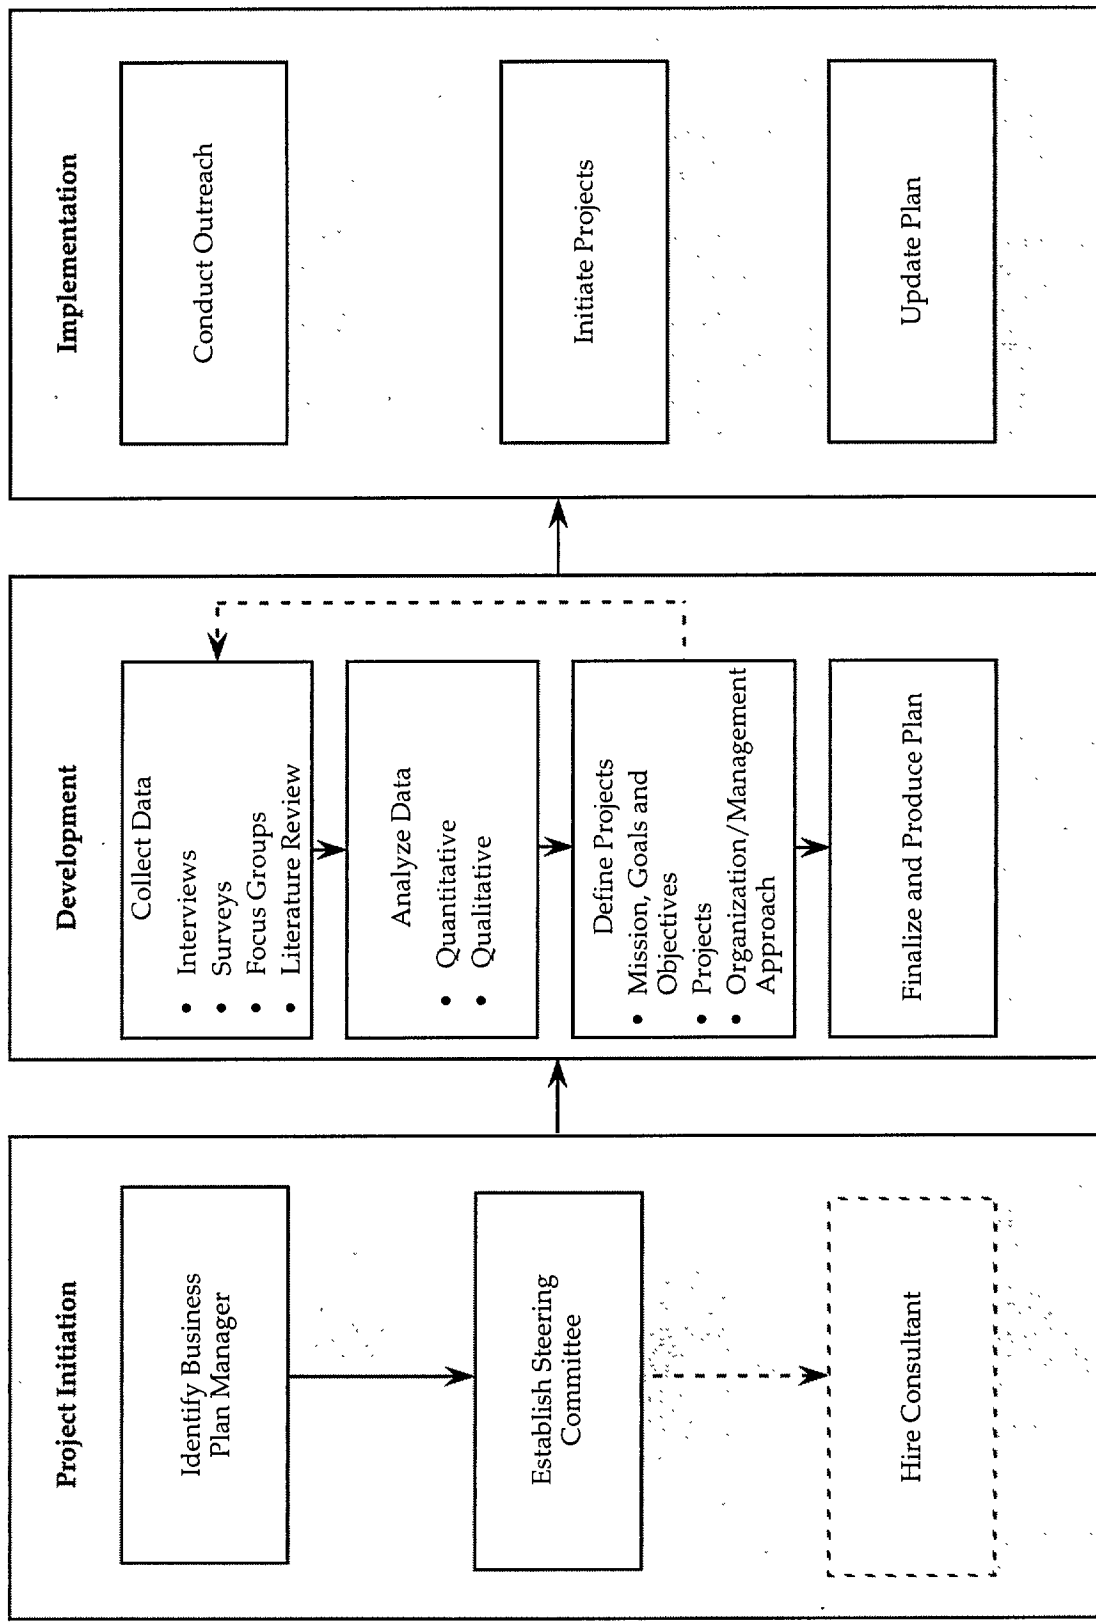 Project Initiation
Identify Business
Plan Manager
Establish Steering
Committee
Hire Consultant
Development
Collect Data
• Interviews
• Surveys
• Focus Groups
• Literature Review
Analyze Data
• Quantitative
• Qualitative
Define Projects
• Mission, Goals and
Objectives
• Projects
• Organization/Management
Approach
Finalize and Produce Plan
Implementation
Conduct Outreach
Initiate Projects
Update Plan